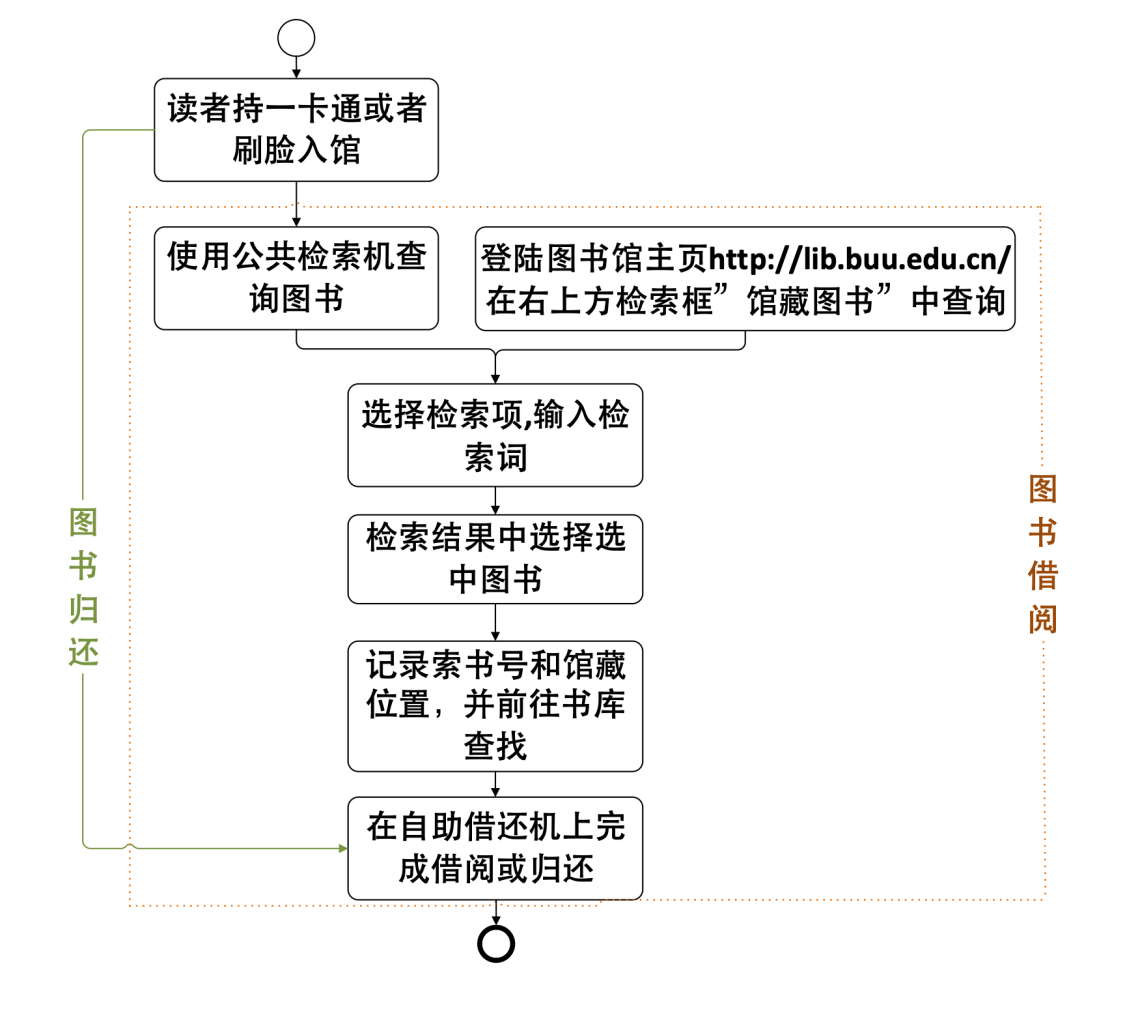 读者持一卡通或者
刷脸入馆
使用公共检索机查
询图书
登陆图书馆主页http://lib.buu.edu.cn/
在右上方检索框”馆藏图书”中查询
选择检索项,输入检
索词
检索结果中选择选
中图书
记录索书号和馆藏
位置，并前往书库
查找
在自助借还机上完
成借阅或归还
图
书
归
还
图
书
借
阅